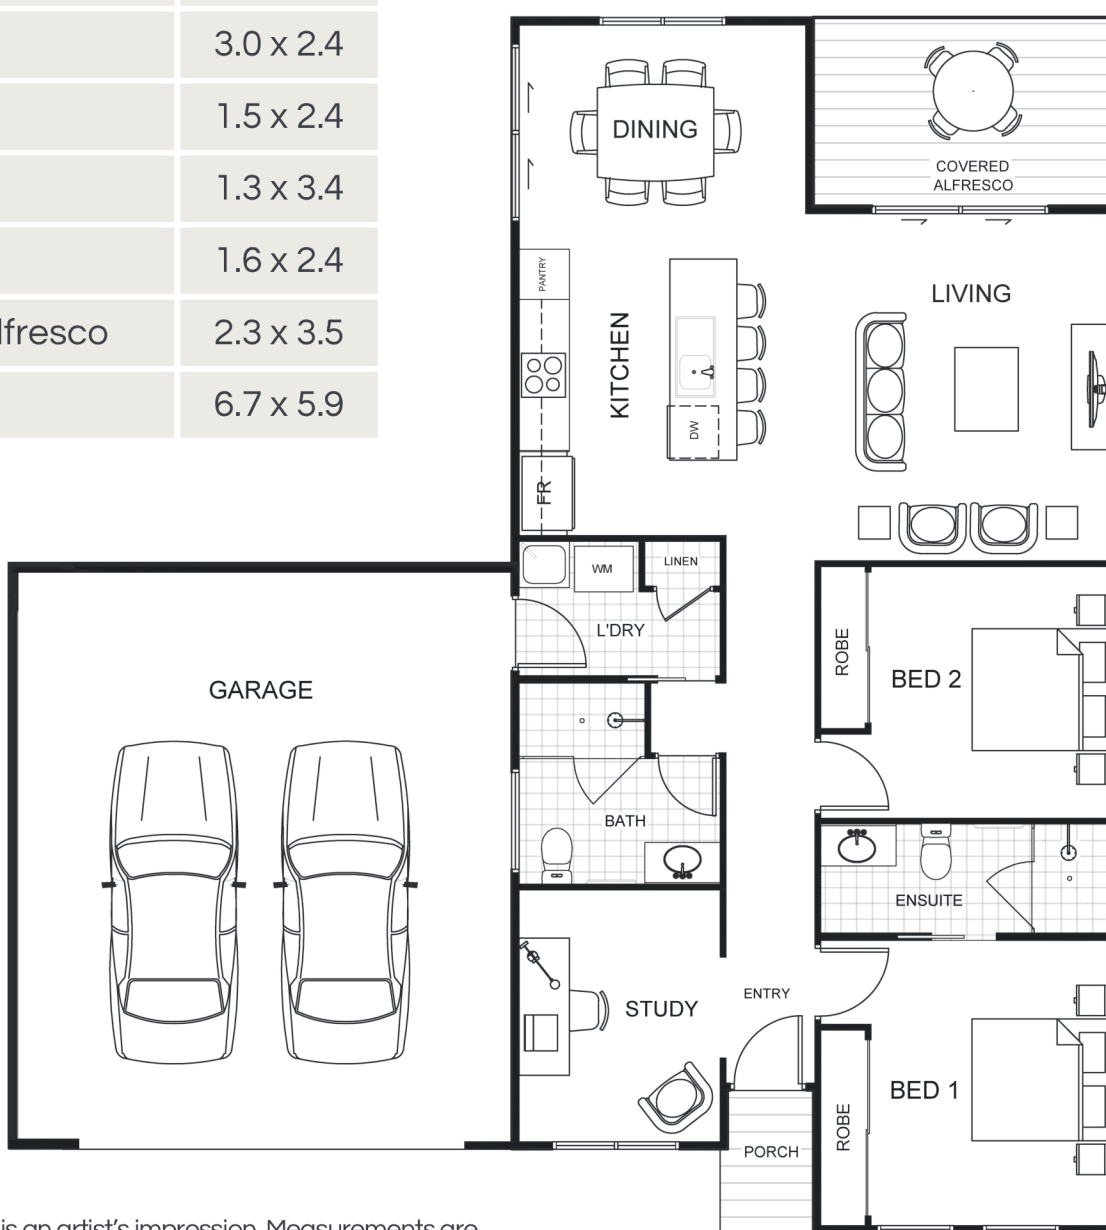 3.0 x 2.4
1.5 x 2.4
1.3 x 3.4
1.6 x 2.4
lfresco 2.3 x 3.5
6.7 x 5.9
DINING
COVERED
ALFRESCO
PANTRY
KITCHEN
LIVING
DW
FR
WM
LINEN
L'DRY
ROBE
BED 2
GARAGE
BATH
ENSUITE
STUDY
ENTRY
BED 1
ROBE
PORCH
is an artist's impression. Measurements are